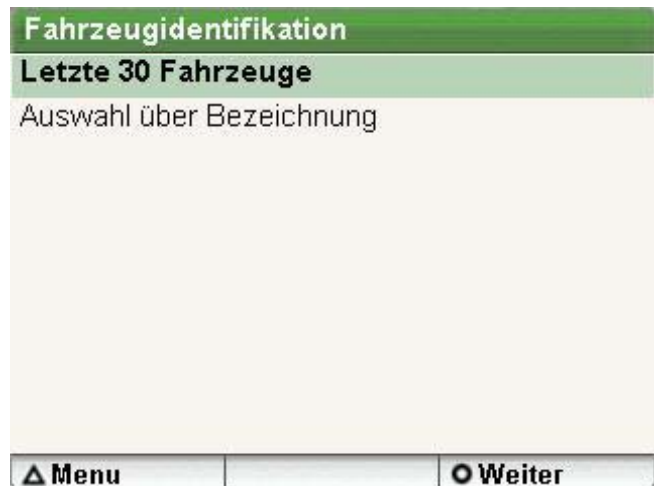 Fahrzeugidentifikation
Letzte 30 Fahrzeuge
Auswahl über Bezeichnung
Menu Weiter